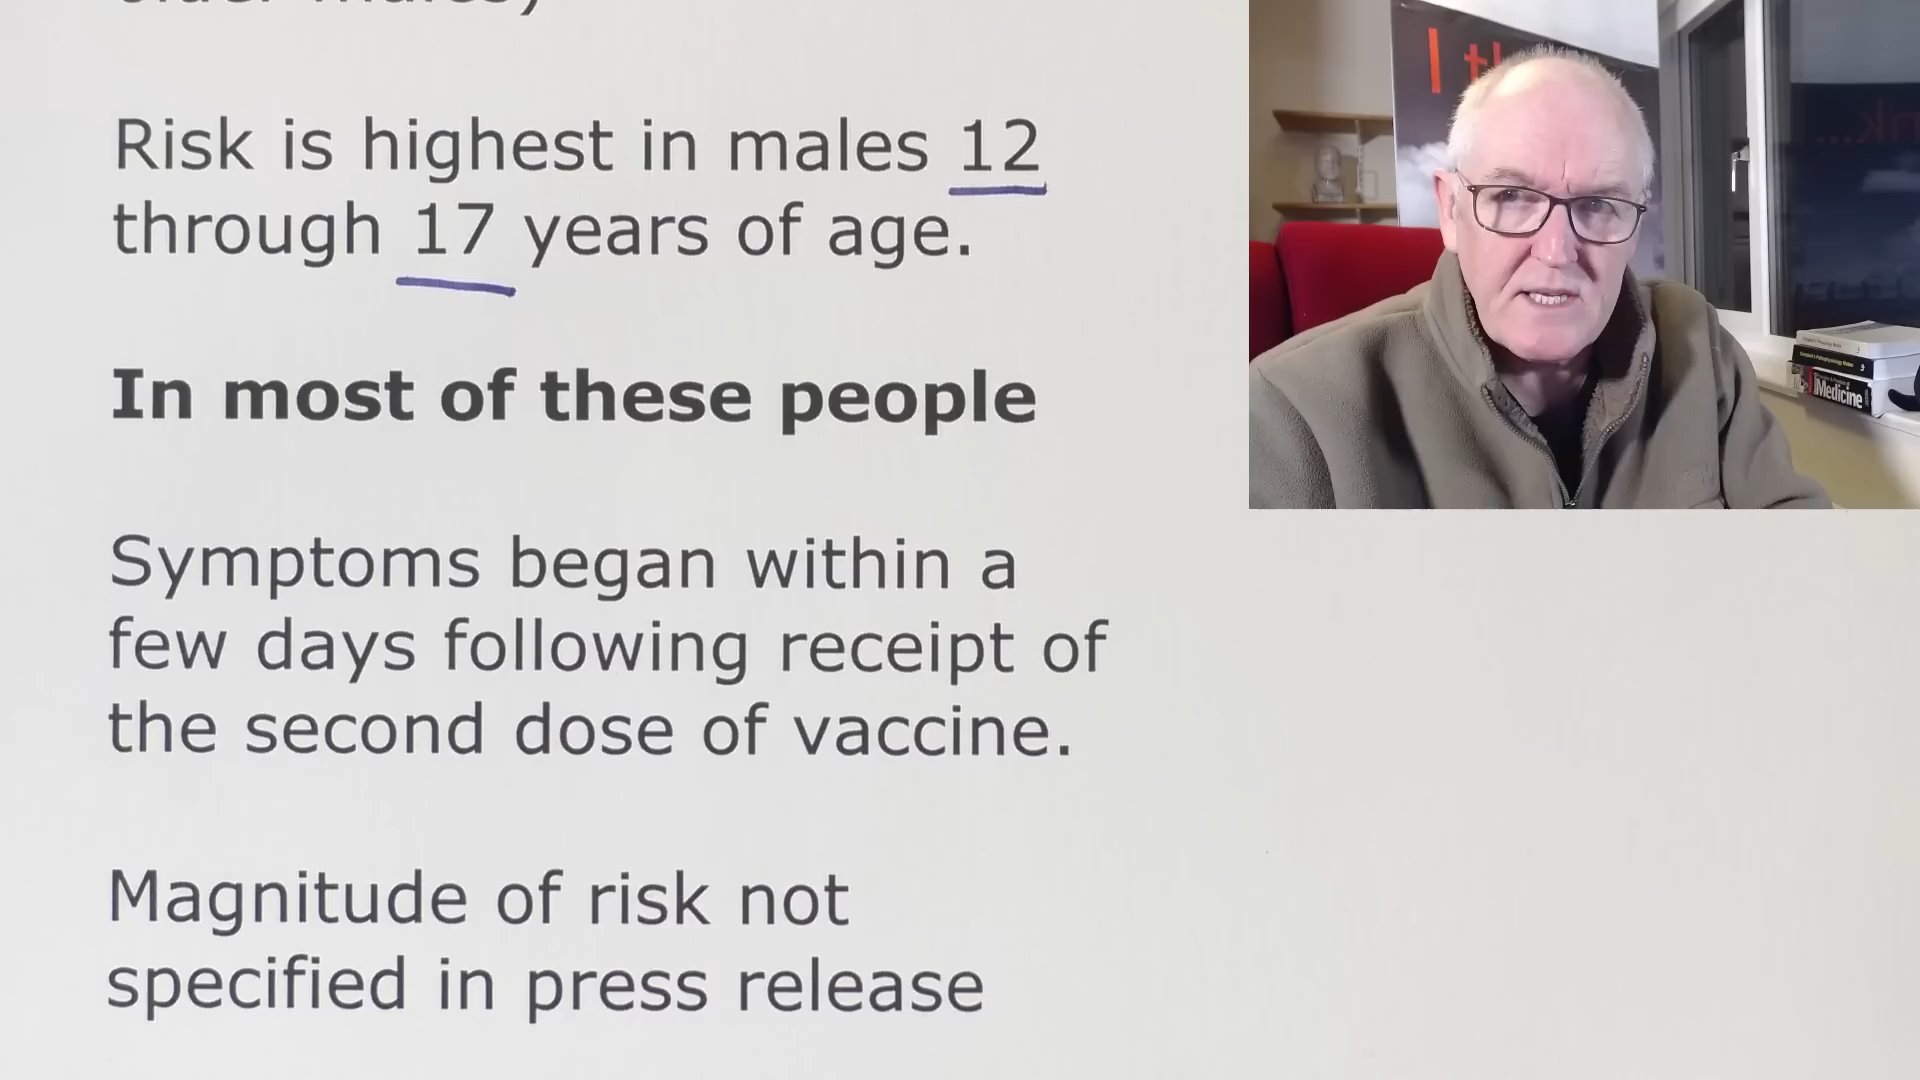 older males)
Risk is highest in males 12
through 17 years of age.
In most of these people
Symptoms began within a
few days following receipt of
the second dose of vaccine.
Magnitude of risk not
specified in press release
Medicine